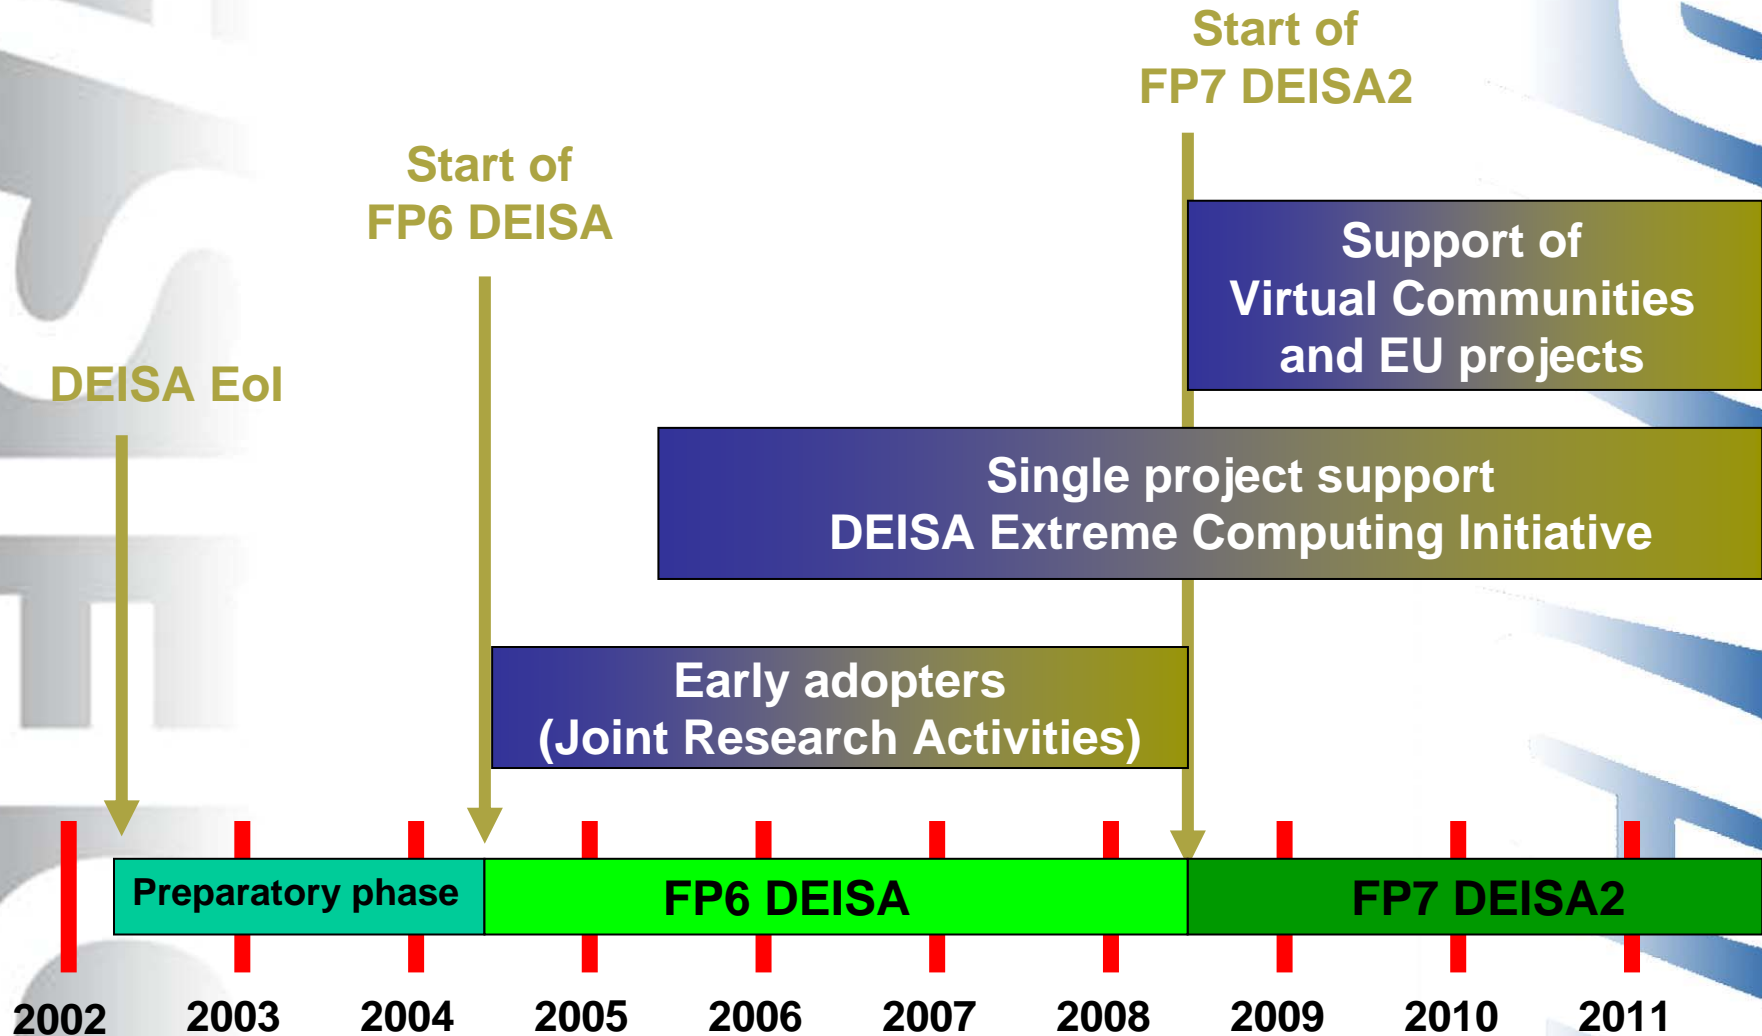 Start of
FP7 DEISA2
Start of
FP6 DEISA
DEISA EoI
Support of
Virtual Communities
and EU projects
Single project support
DEISA Extreme Computing Initiative
Early adopters
(Joint Research Activities)
Preparatory phase
FP6 DEISA
FP7 DEISA2
2002 2003 2004 2005 2006 2007 2008 2009 2010 2011